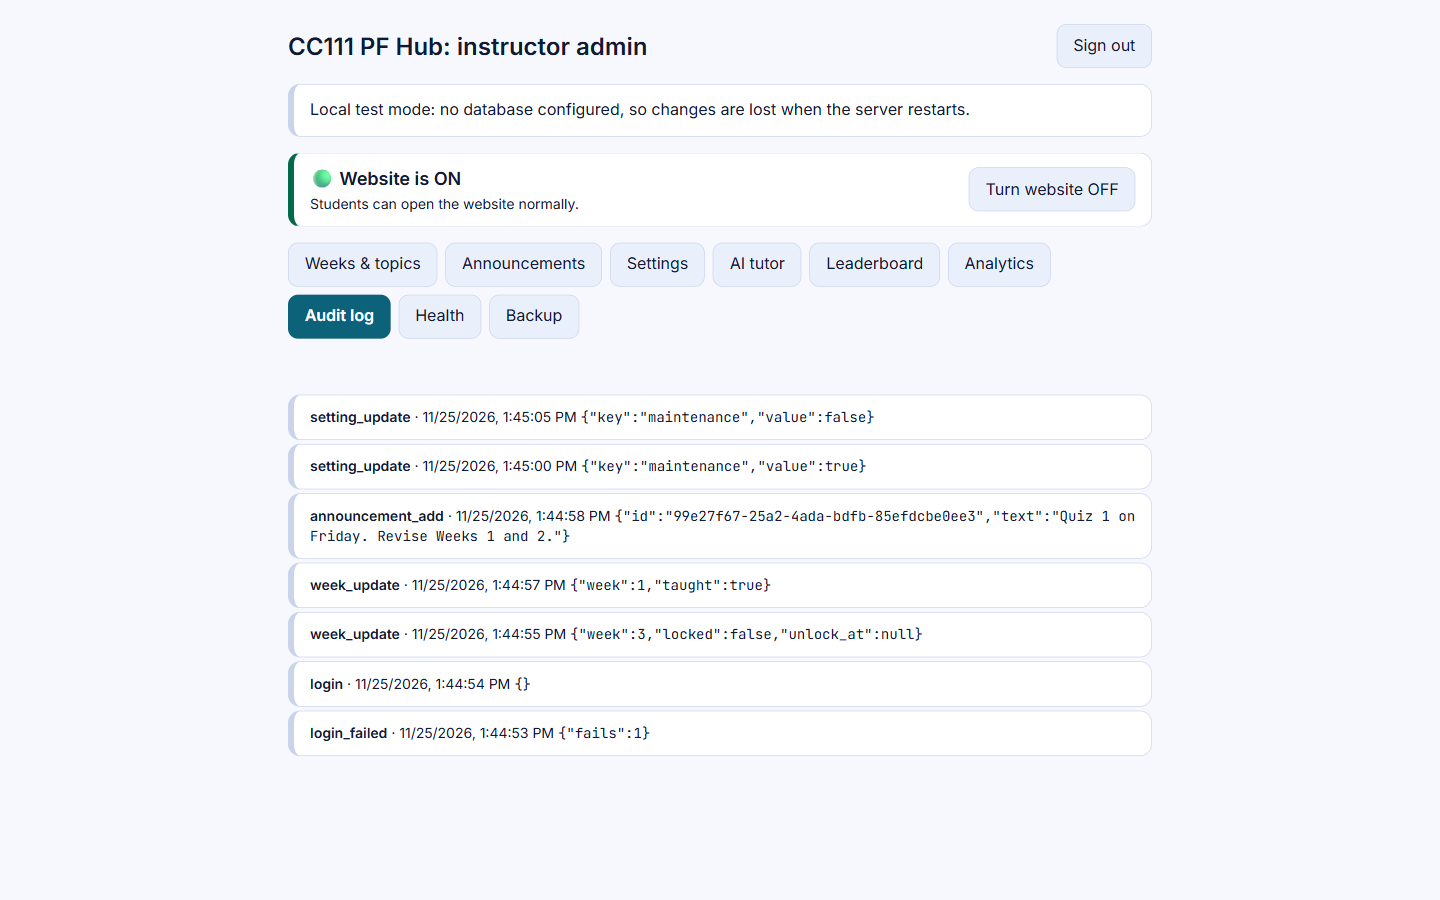 CC111 PF Hub: instructor admin
Sign out
Local test mode: no database configured, so changes are lost when the server restarts.
Website is ON
Students can open the website normally.
Turn website OFF
Weeks & topics
Announcements
Settings
AI tutor
Leaderboard
Analytics
Audit log
Health
Backup
setting_update · 11/25/2026, 1:45:05 PM {"key":"maintenance","value":false}
setting_update · 11/25/2026, 1:45:00 PM {"key":"maintenance","value":true}
announcement_add · 11/25/2026, 1:44:58 PM {"id":"99e27f67-25a2-4ada-bdfb-85efdcbe0ee3","text":"Quiz 1 on
Friday. Revise Weeks 1 and 2."}
week_update · 11/25/2026, 1:44:57 PM {"week":1,"taught":true}
week_update · 11/25/2026, 1:44:55 PM {"week":3,"locked":false,"unlock_at":null}
login · 11/25/2026, 1:44:54 PM {}
login_failed · 11/25/2026, 1:44:53 PM {"fails":1}